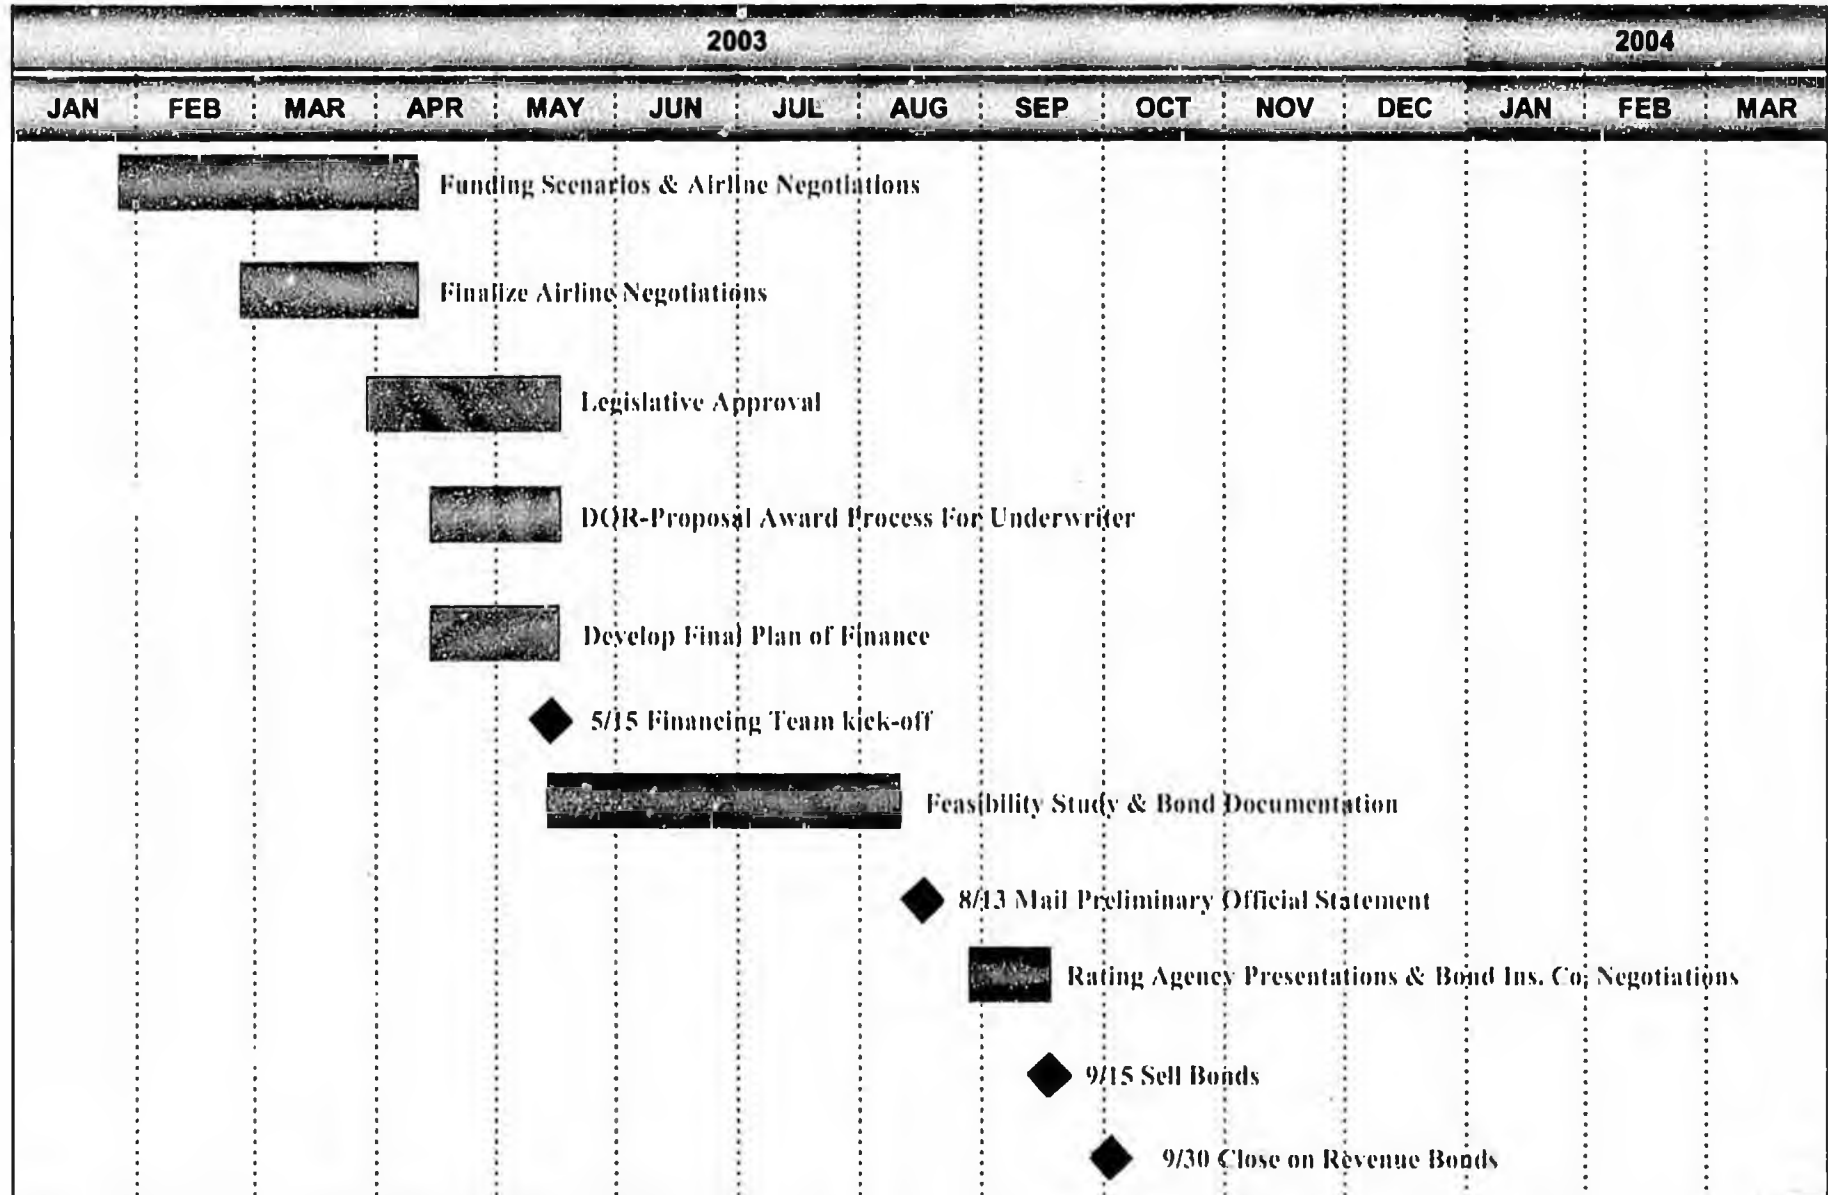 2003 2004
JAN FEB MAR APR MAY JUN JUL AUG SEP OCT NOV DEC JAN FEB MAR
Funding Scenarios & Airline Negotiations
Finalize Airline Negotiations
Legislative Approval
DOR-Proposal Award Process For Underwriter
Develop Final Plan of Finance
5/15 Financing Team kick-off
Feasibility Study & Bond Documentation
8/13 Mail Preliminary Official Statement
Rating Agency Presentations & Bond Ins. Co. Negotiations
9/15 Sell Bonds
9/30 Close on Revenue Bonds